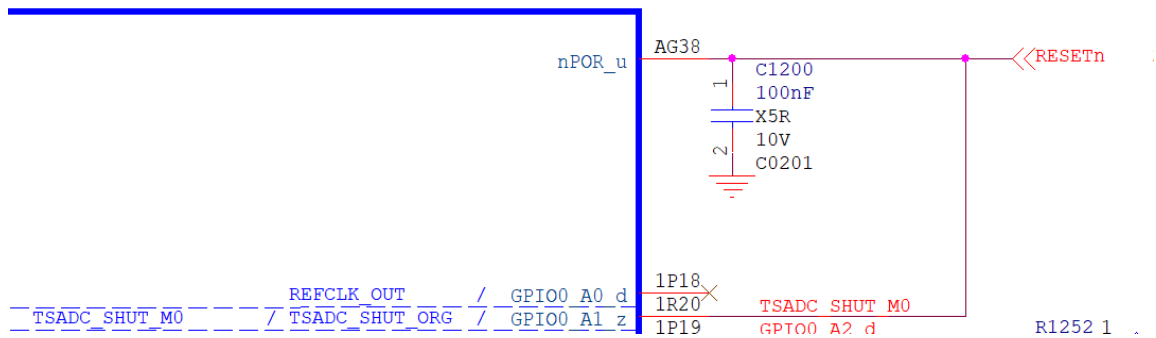 nPOR_u
AG38
RESETn
C1200
1
100nF
X5R
10V
2
C0201
REFCLK_OUT / GPIO0_A0_d
1P18
TSADC_SHUT_M0 / TSADC_SHUT_ORG / GPIO0_A1_z
1R20
TSADC_SHUT_M0
1P19
GPIO0_A2_d
R1252 1